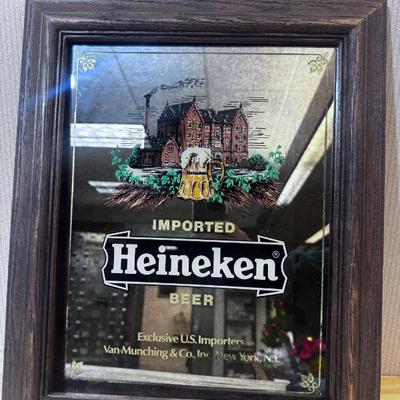 IMPORTED
Heineken®
BEER
Exclusive U.S. Importers
Van Munching & Co. Inc. New York, N.Y.